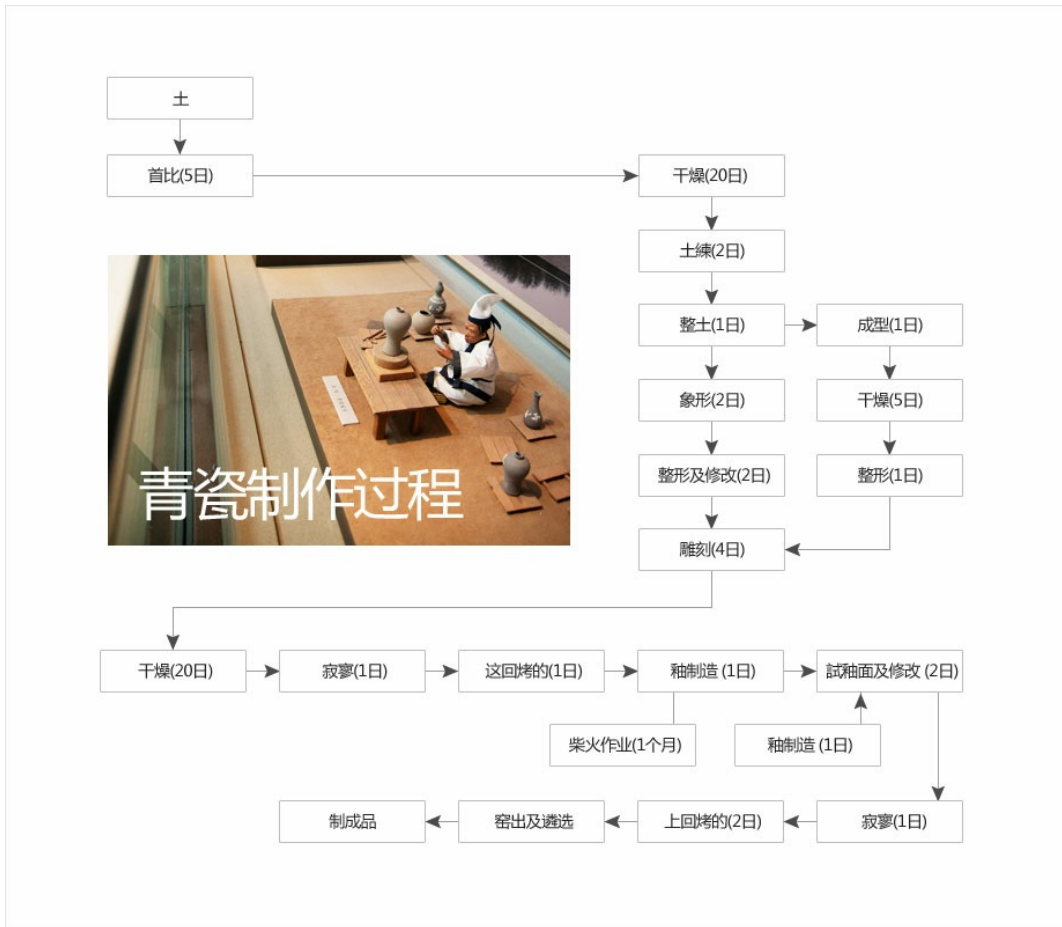 土
首比(5日)
干燥(20日)
土練(2日)
整土(1日)
成型(1日)
象形(2日)
干燥(5日)
整形及修改(2日)
整形(1日)
雕刻(4日)
青瓷制作过程
干燥(20日)
寂寥(1日)
这回烤的(1日)
釉制造 (1日)
試釉面及修改 (2日)
柴火作业(1个月)
釉制造 (1日)
制成品
窑出及遴选
上回烤的(2日)
寂寥(1日)